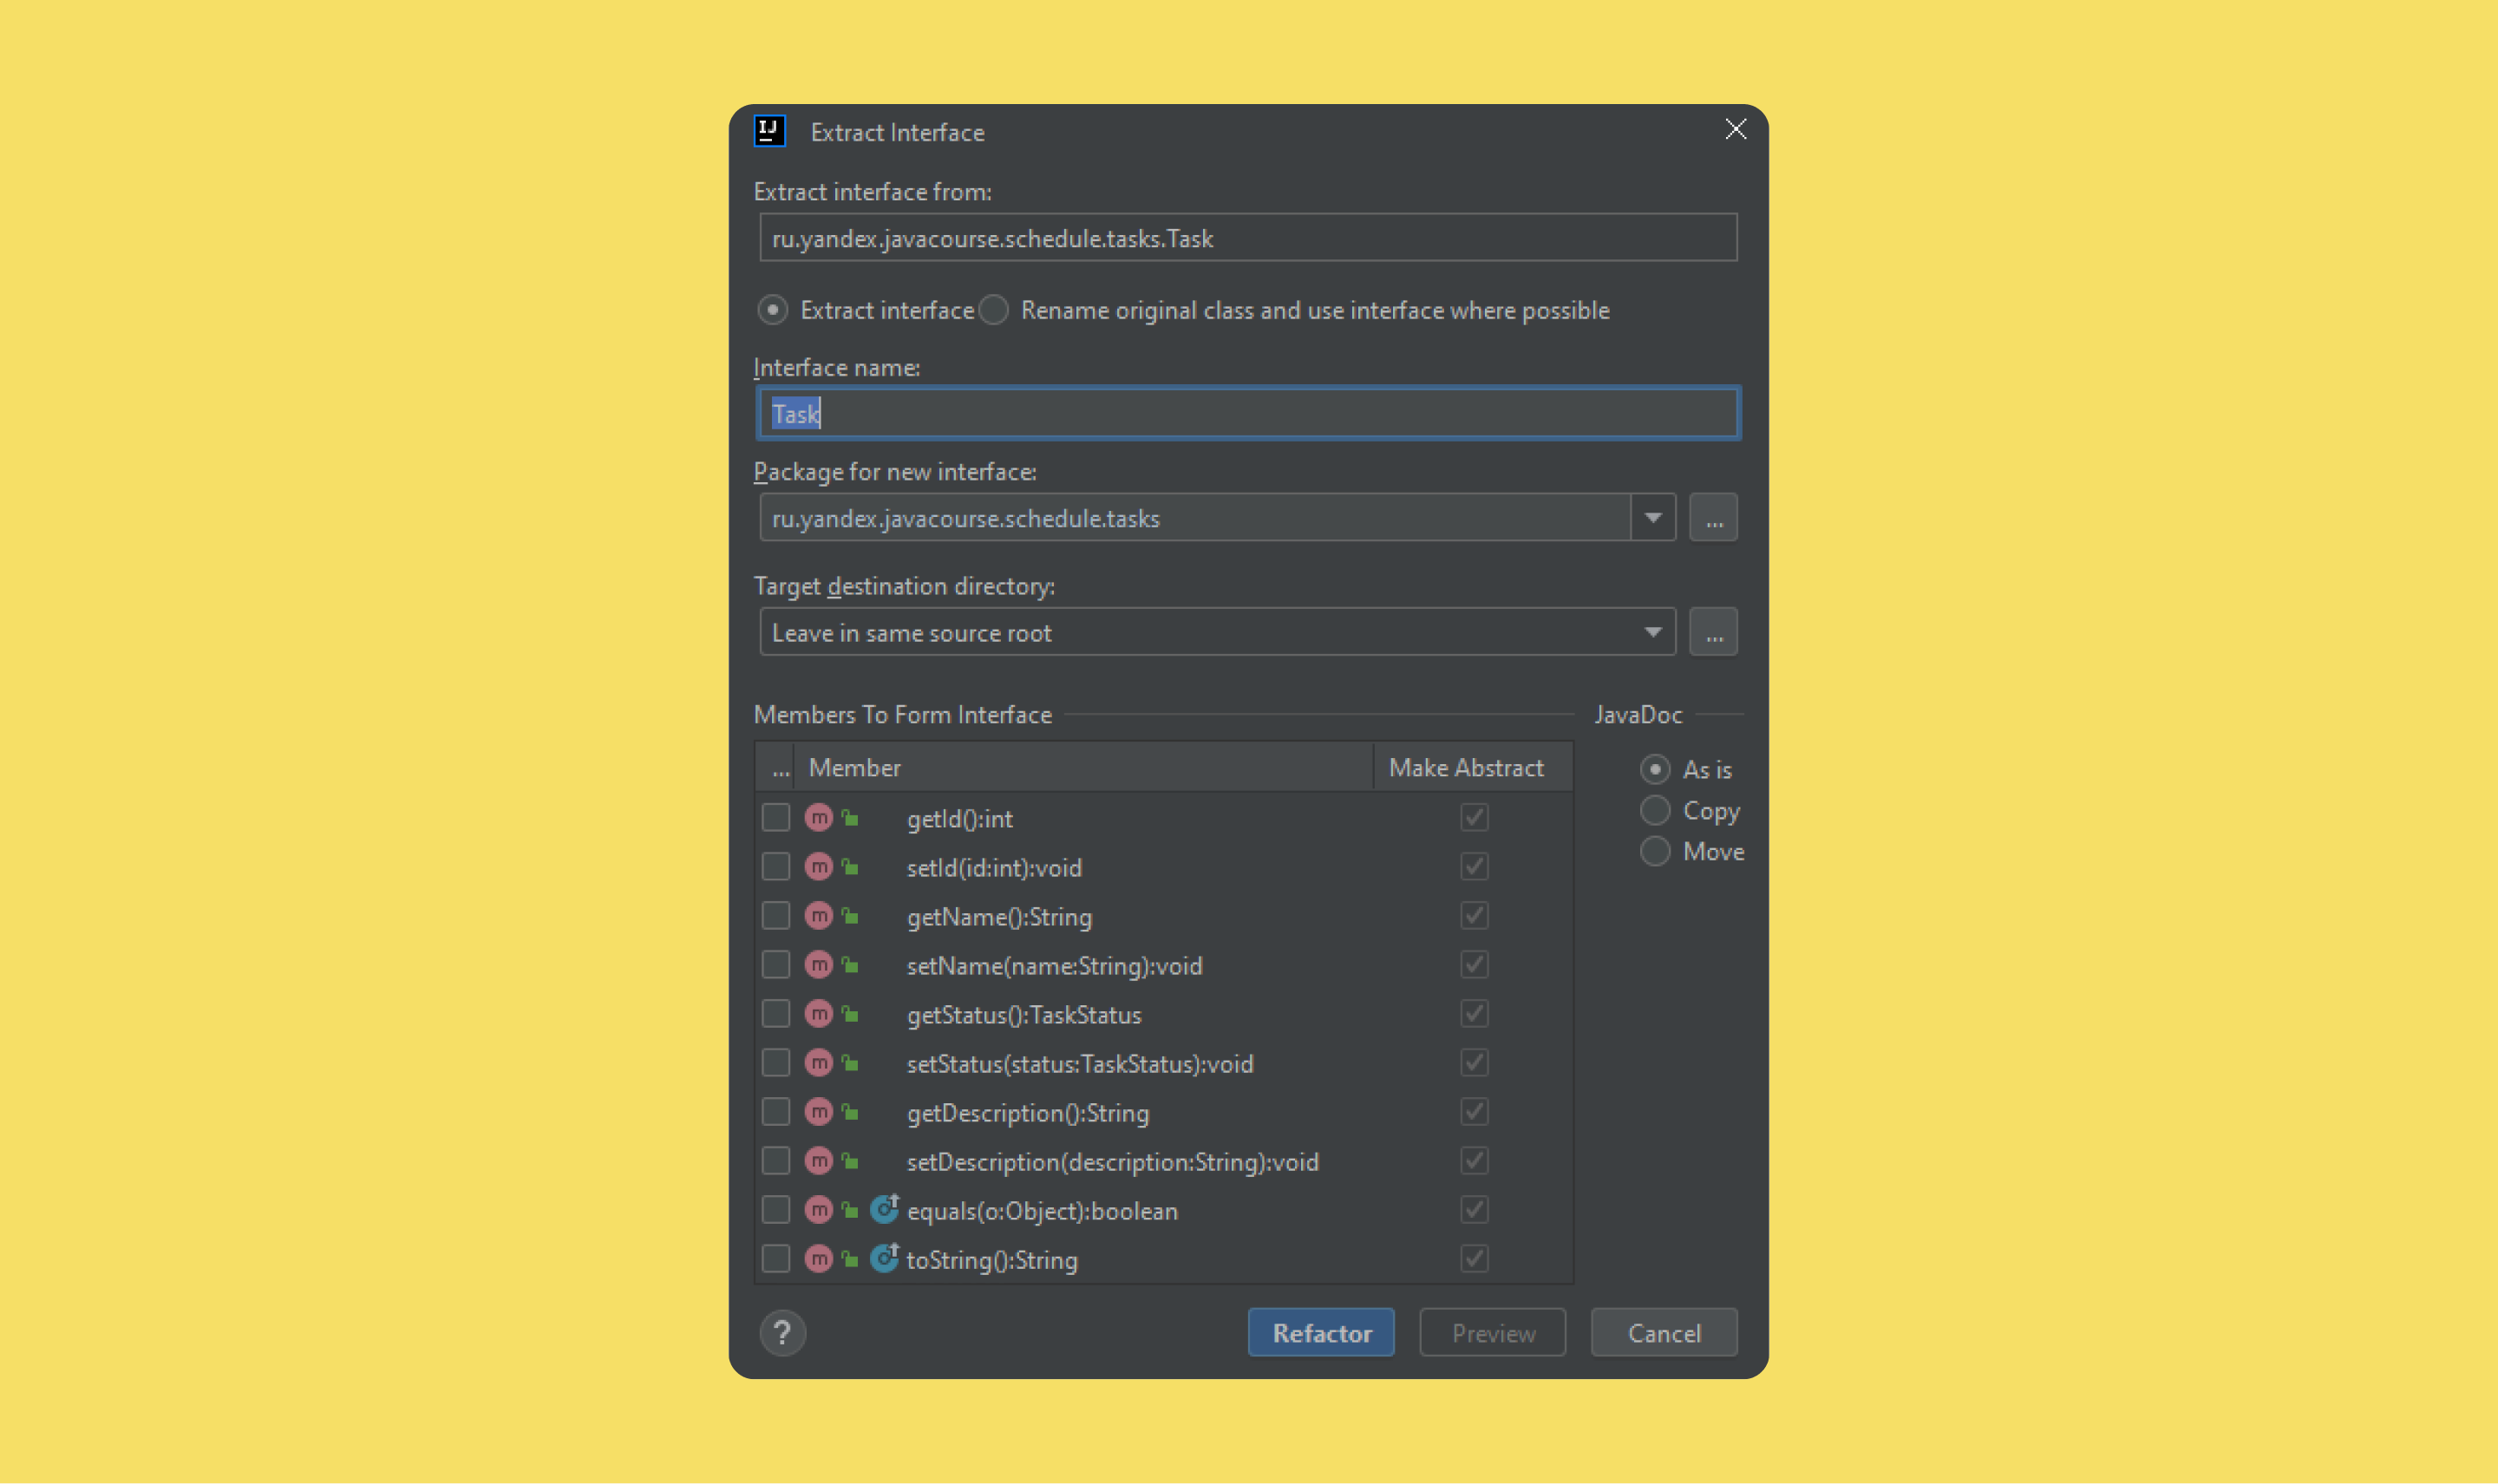 IJ
Extract Interface
Extract interface from:
ru.yandex.javacourse.schedule.tasks.Task
Extract interface Rename original class and use interface where possible
Interface name:
Task
Package for new interface:
ru.yandex.javacourse.schedule.tasks
...
Target destination directory:
Leave in same source root
...
Members To Form Interface
JavaDoc
... Member Make Abstract
As is
Copy
Move
m getId():int
m setId(id:int):void
m getName():String
m setName(name:String):void
m getStatus():TaskStatus
m setStatus(status:TaskStatus):void
m getDescription():String
m setDescription(description:String):void
m equals(o:Object):boolean
m toString():String
? Refactor Preview Cancel